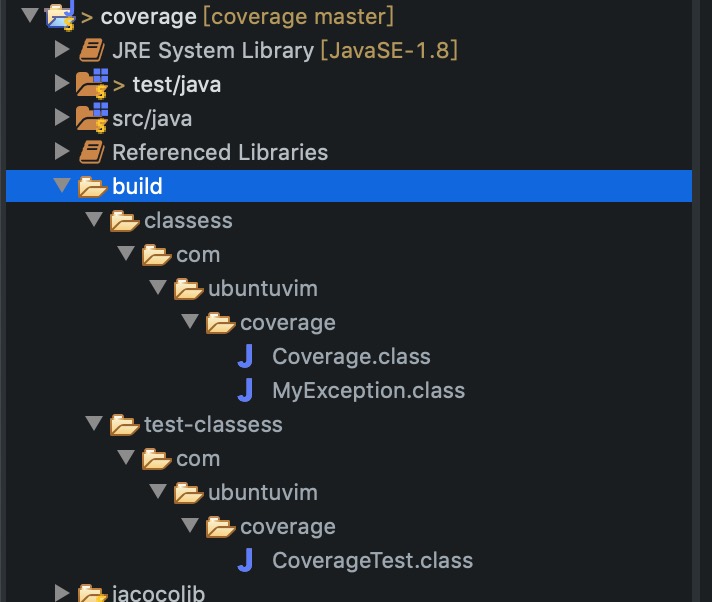 > coverage [coverage master]
JRE System Library [JavaSE-1.8]
> test/java
src/java
Referenced Libraries
build
classess
com
ubuntuvim
coverage
Coverage.class
MyException.class
test-classess
com
ubuntuvim
coverage
CoverageTest.class
jacocolib